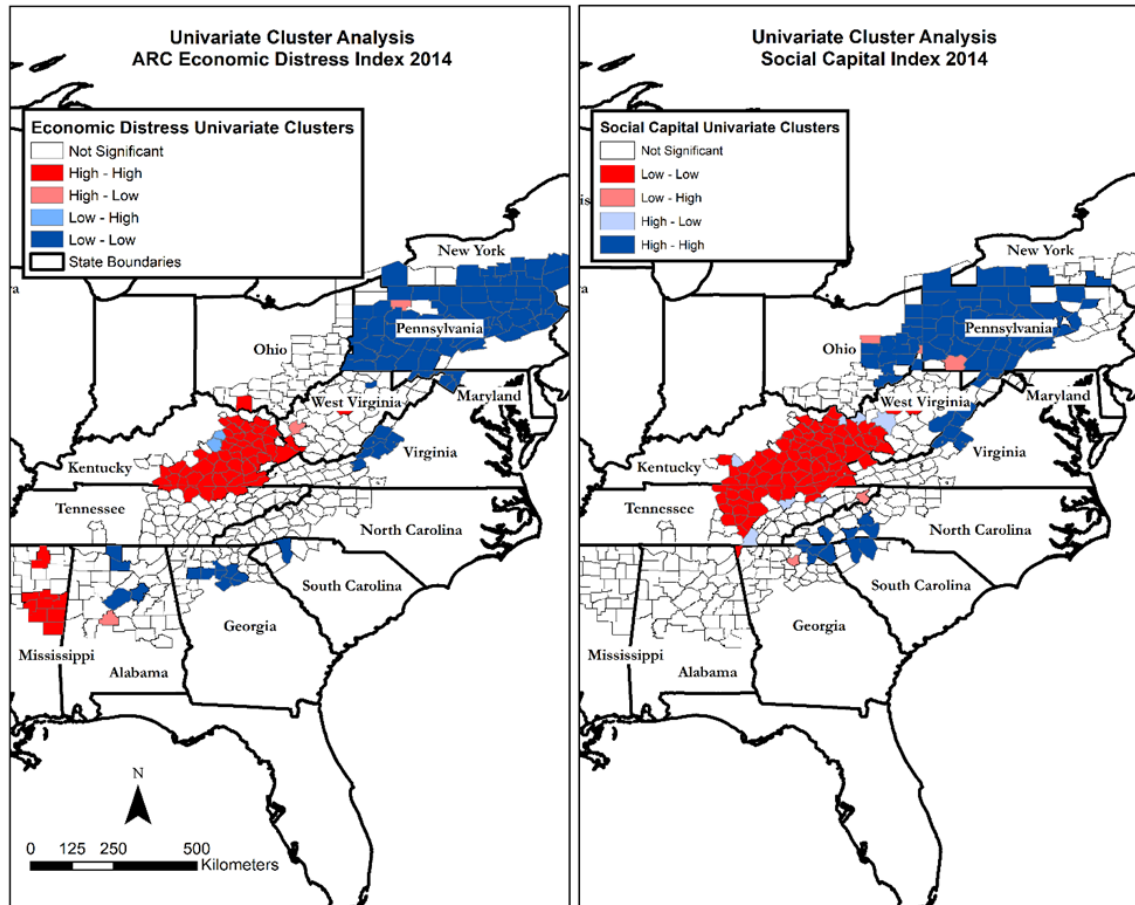 Univariate Cluster Analysis
ARC Economic Distress Index 2014
Economic Distress Univariate Clusters
Not Significant
High - High
High - Low
Low - High
Low - Low
State Boundaries
New York
Pennsylvania
Ohio
West Virginia
Maryland
Virginia
Kentucky
Tennessee
North Carolina
South Carolina
Georgia
Mississippi
Alabama
N
0 125 250 500
Kilometers
Univariate Cluster Analysis
Social Capital Index 2014
Social Capital Univariate Clusters
Not Significant
Low - Low
Low - High
High - Low
High - High
New York
Pennsylvania
Ohio
West Virginia
Maryland
Virginia
Kentucky
Tennessee
North Carolina
South Carolina
Georgia
Mississippi
Alabama